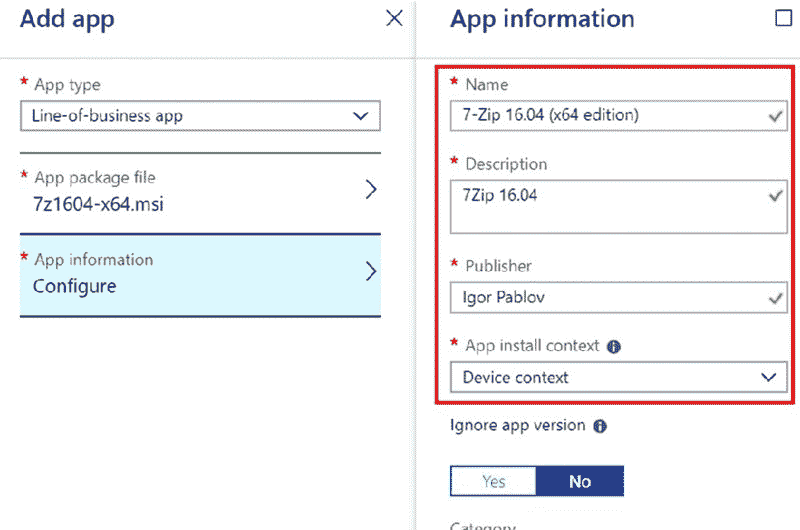 Add app
* App type
Line-of-business app
* App package file
7z1604-x64.msi
* App information
Configure
App information
* Name
7-Zip 16.04 (x64 edition)
* Description
7Zip 16.04
* Publisher
Igor Pablov
* App install context
Device context
Ignore app version
Yes No
Category